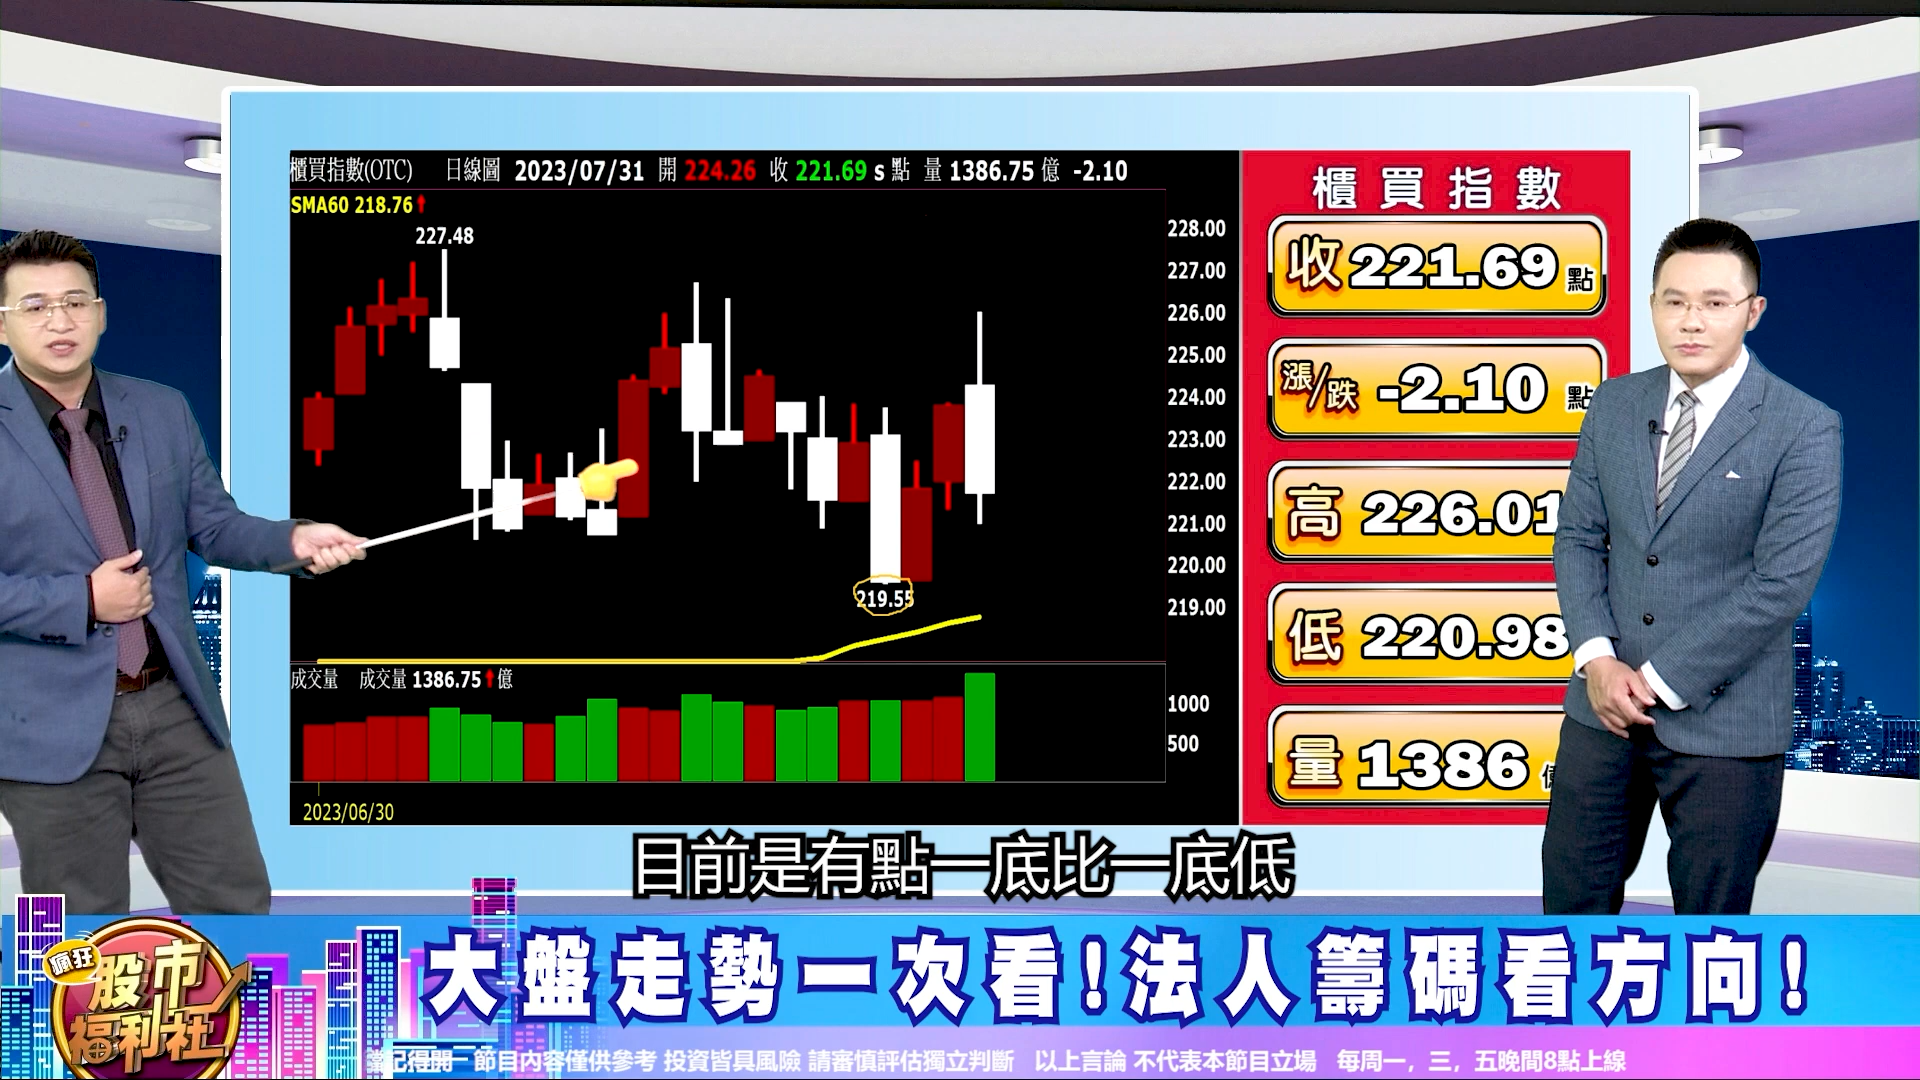 櫃買指數(OTC) 日線圖 2023/07/31 開 224.26 收 221.69 s 點 量 1386.75 億 -2.10
SMA60 218.76
227.48
228.00
227.00
226.00
225.00
224.00
223.00
222.00
221.00
220.00
219.00
219.55
成交量 成交量 1386.75 億
1000
500
2023/06/30
櫃買指數
收 221.69 點
漲/跌 -2.10 點
高 226.01
低 220.98
量 1386
目前是有點一底比一底低
瘋狂
股市
福利社
大盤走勢一次看!法人籌碼看方向!
記得開 節目內容僅供參考 投資皆具風險 請審慎評估獨立判斷 以上言論 不代表本節目立場 每周一，三，五晚間8點上線